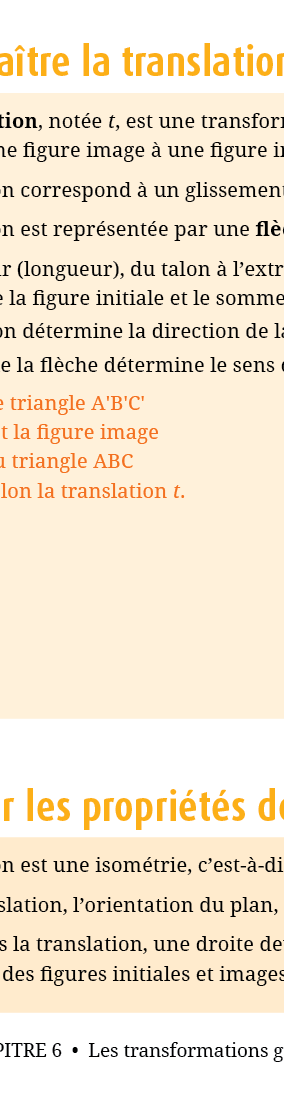 aître la translation
tion, notée t, est une transfor
ne figure image à une figure in
on correspond à un glissement
on est représentée par une flè
r (longueur), du talon à l'extr
e la figure initiale et le somme
on détermine la direction de la
e la flèche détermine le sens
e triangle A'B'C'
t la figure image
u triangle ABC
lon la translation t.
r les propriétés de
on est une isométrie, c'est-à-di
slation, l'orientation du plan,
s la translation, une droite de
des figures initiales et images
PITRE 6 • Les transformations g